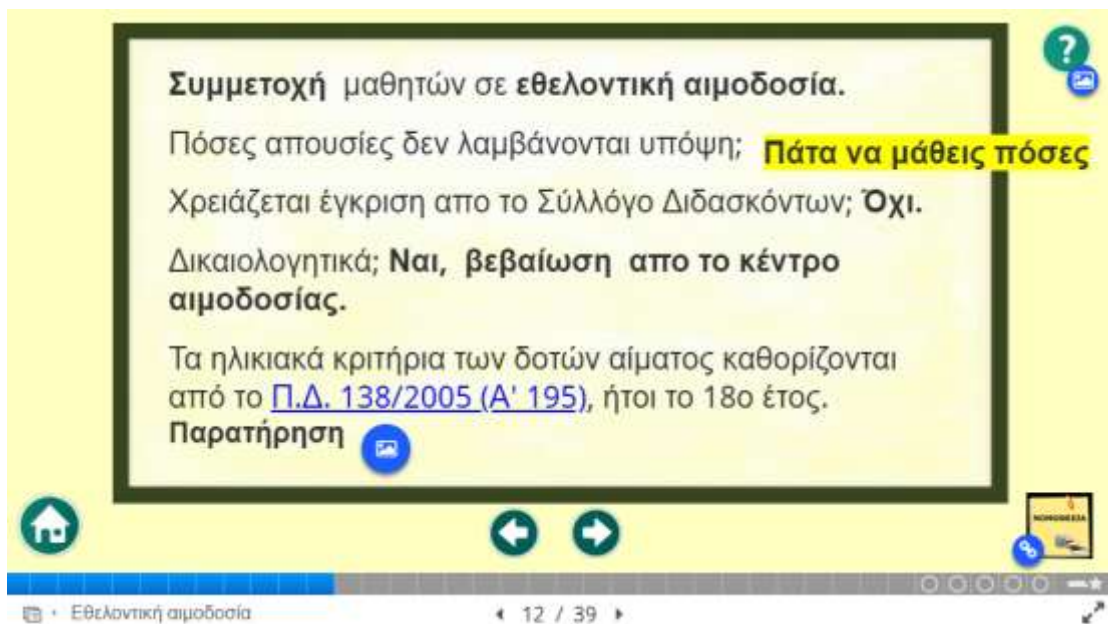 Συμμετοχή μαθητών σε εθελοντική αιμοδοσία.
Πόσες απουσίες δεν λαμβάνονται υπόψη; Πάτα να μάθεις πόσες
Χρειάζεται έγκριση απο το Σύλλόγο Διδασκόντων; Όχι.
Δικαιολογητικά; Ναι, βεβαίωση απο το κέντρο
αιμοδοσίας.
Τα ηλικιακά κριτήρια των δοτών αίματος καθορίζονται
από το Π.Δ. 138/2005 (Α' 195), ήτοι το 18ο έτος.
Παρατήρηση
?
ΝΟΜΟΘΕΣΙΑ
Εθελοντική αιμοδοσία
12 / 39